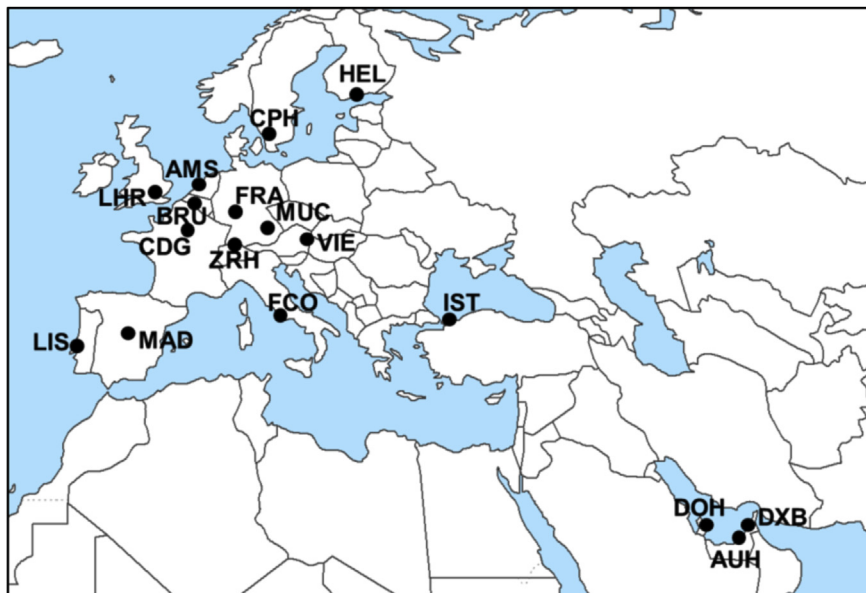 HEL
CPH
AMS
LHR
FRA
BRU
MUC
CDG
ZRH
VIE
FCO
IST
LIS
MAD
DOH
DXB
AUH